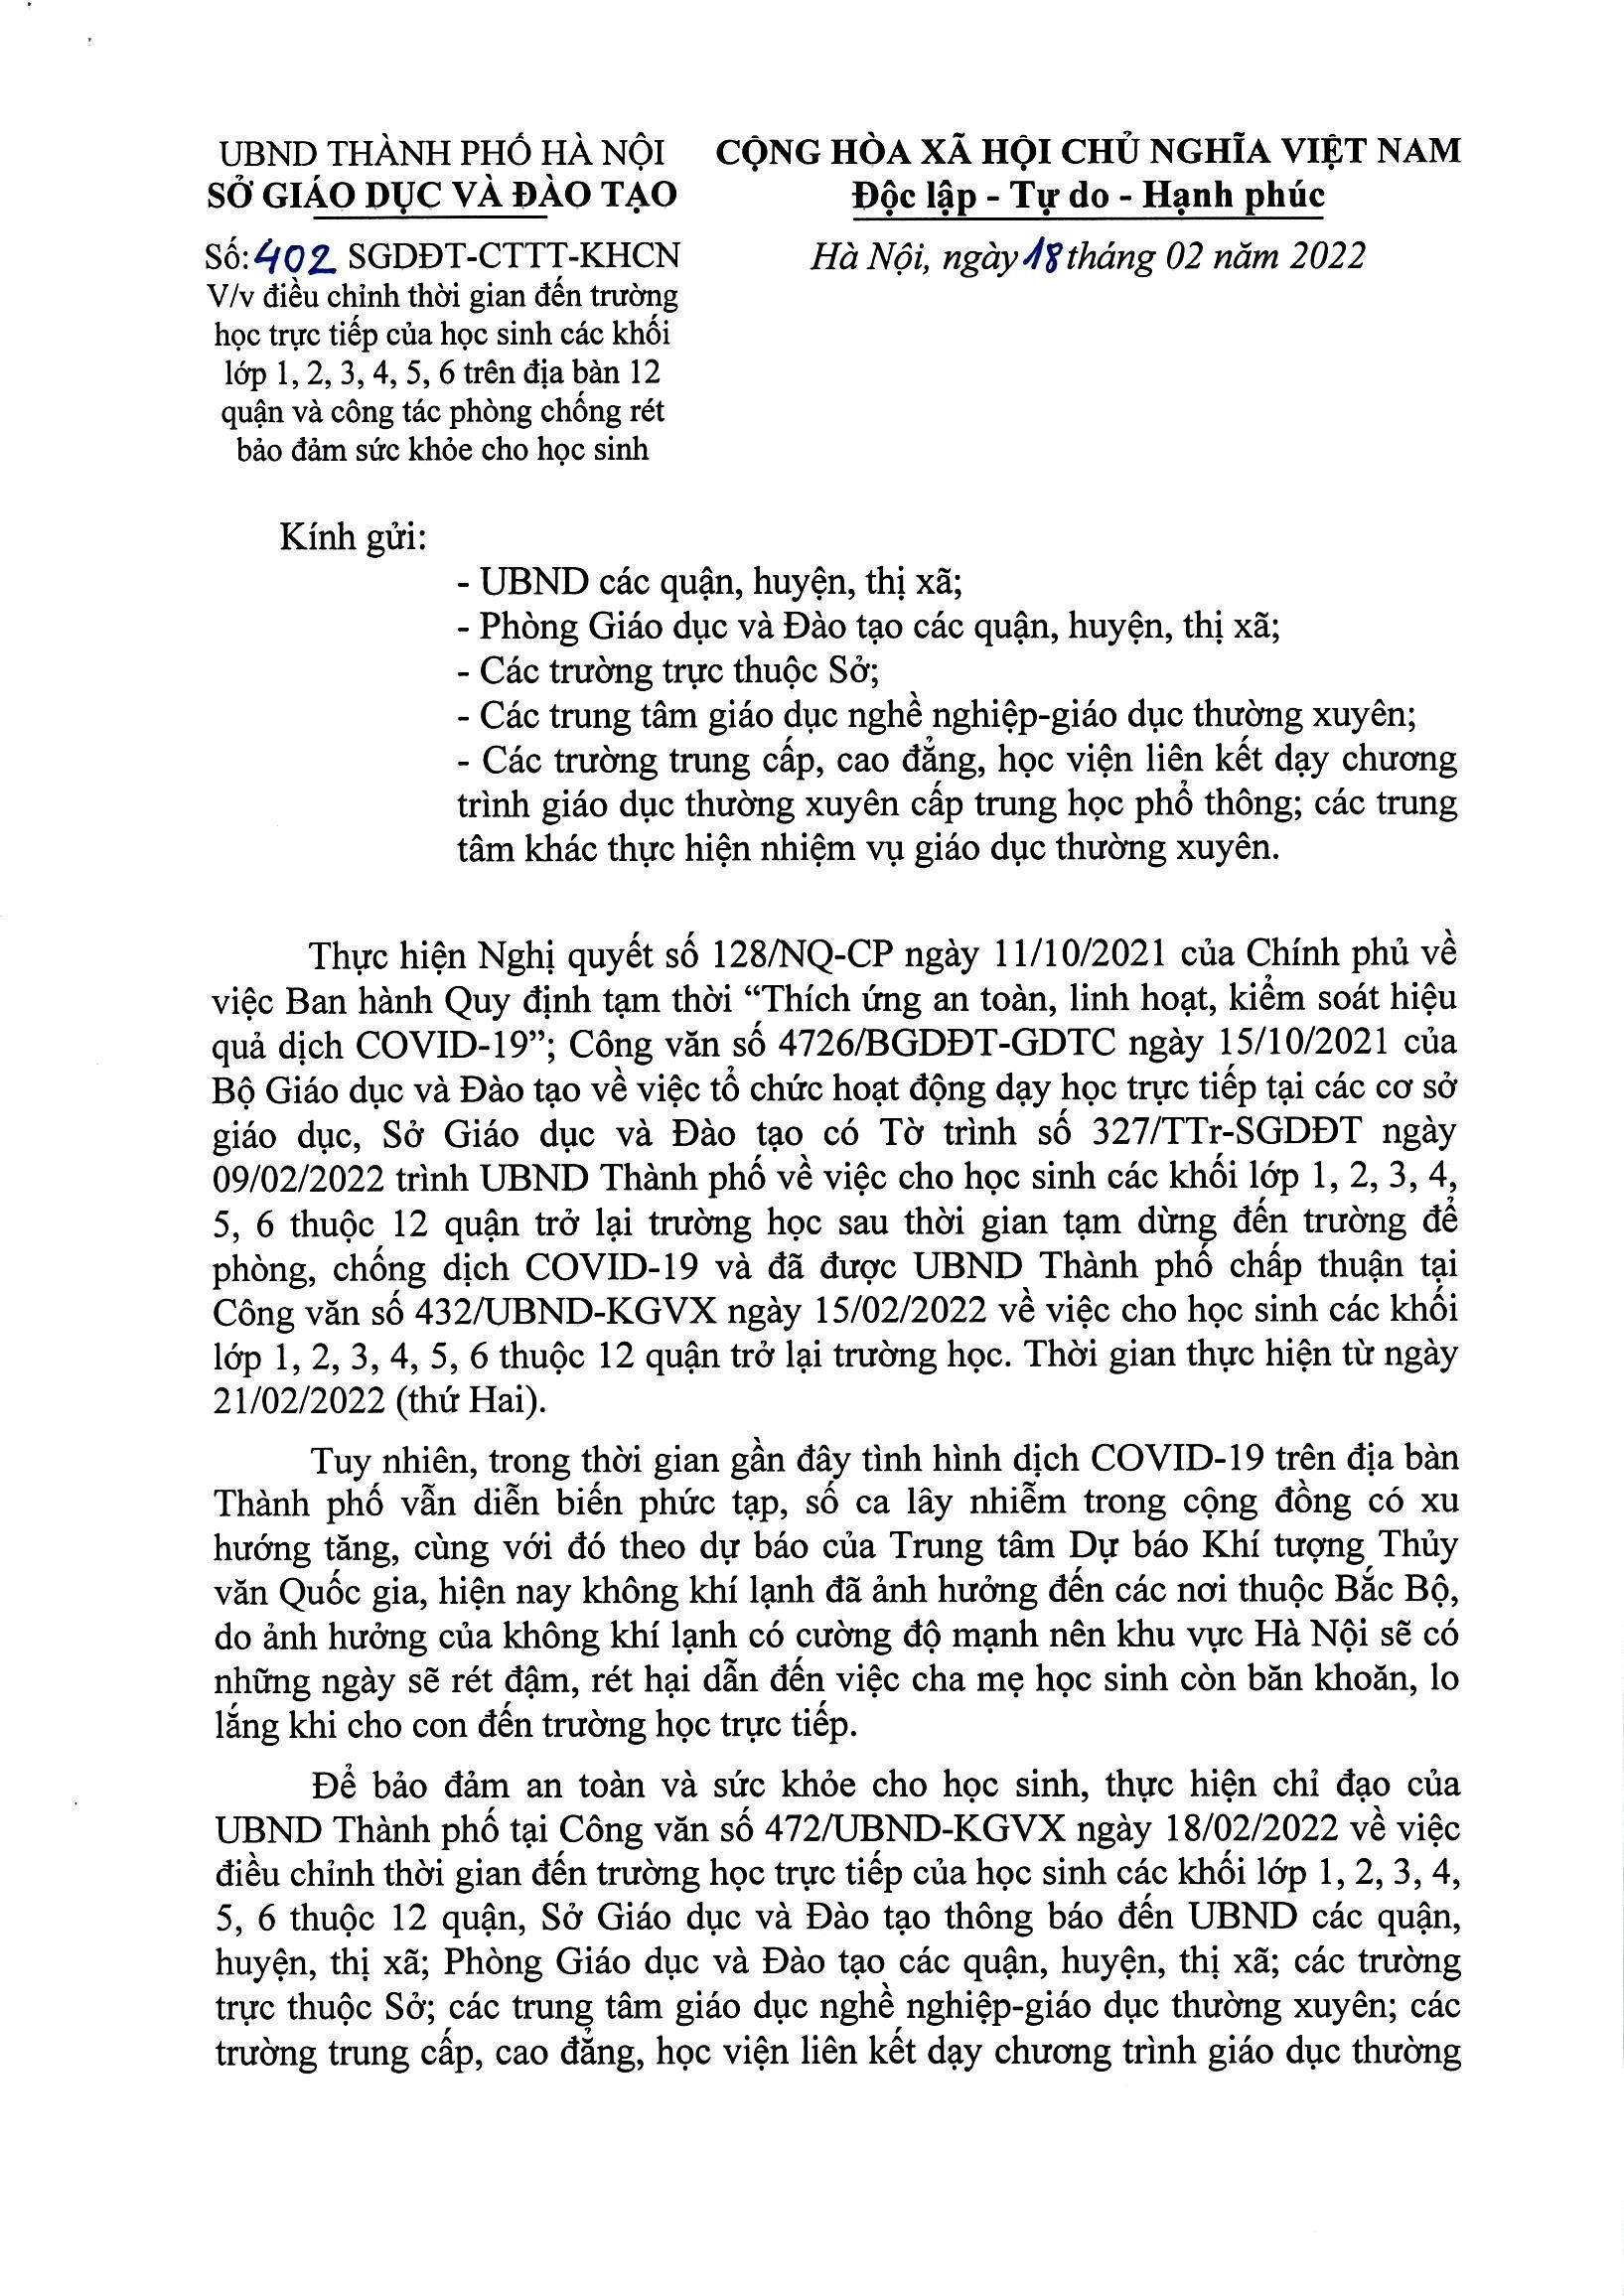 UBND THÀNH PHỐ HÀ NỘI
SỞ GIÁO DỤC VÀ ĐÀO TẠO
CỘNG HÒA XÃ HỘI CHỦ NGHĨA VIỆT NAM
Độc lập - Tự do - Hạnh phúc
Số: 402 SGDĐT-CTTT-KHCN
Hà Nội, ngày 18 tháng 02 năm 2022
V/v điều chỉnh thời gian đến trường
học trực tiếp của học sinh các khối
lớp 1, 2, 3, 4, 5, 6 trên địa bàn 12
quận và công tác phòng chống rét
bảo đảm sức khỏe cho học sinh
Kính gửi:
- UBND các quận, huyện, thị xã;
- Phòng Giáo dục và Đào tạo các quận, huyện, thị xã;
- Các trường trực thuộc Sở;
- Các trung tâm giáo dục nghề nghiệp-giáo dục thường xuyên;
- Các trường trung cấp, cao đẳng, học viện liên kết dạy chương
trình giáo dục thường xuyên cấp trung học phổ thông; các trung
tâm khác thực hiện nhiệm vụ giáo dục thường xuyên.
Thực hiện Nghị quyết số 128/NQ-CP ngày 11/10/2021 của Chính phủ về
việc Ban hành Quy định tạm thời “Thích ứng an toàn, linh hoạt, kiểm soát hiệu
quả dịch COVID-19”; Công văn số 4726/BGDĐT-GDTC ngày 15/10/2021 của
Bộ Giáo dục và Đào tạo về việc tổ chức hoạt động dạy học trực tiếp tại các cơ sở
giáo dục, Sở Giáo dục và Đào tạo có Tờ trình số 327/TTr-SGDĐT ngày
09/02/2022 trình UBND Thành phố về việc cho học sinh các khối lớp 1, 2, 3, 4,
5, 6 thuộc 12 quận trở lại trường học sau thời gian tạm dừng đến trường để
phòng, chống dịch COVID-19 và đã được UBND Thành phố chấp thuận tại
Công văn số 432/UBND-KGVX ngày 15/02/2022 về việc cho học sinh các khối
lớp 1, 2, 3, 4, 5, 6 thuộc 12 quận trở lại trường học. Thời gian thực hiện từ ngày
21/02/2022 (thứ Hai).
Tuy nhiên, trong thời gian gần đây tình hình dịch COVID-19 trên địa bàn
Thành phố vẫn diễn biến phức tạp, số ca lây nhiễm trong cộng đồng có xu
hướng tăng, cùng với đó theo dự báo của Trung tâm Dự báo Khí tượng Thủy
văn Quốc gia, hiện nay không khí lạnh đã ảnh hưởng đến các nơi thuộc Bắc Bộ,
do ảnh hưởng của không khí lạnh có cường độ mạnh nên khu vực Hà Nội sẽ có
những ngày sẽ rét đậm, rét hại dẫn đến việc cha mẹ học sinh còn băn khoăn, lo
lắng khi cho con đến trường học trực tiếp.
Để bảo đảm an toàn và sức khỏe cho học sinh, thực hiện chỉ đạo của
UBND Thành phố tại Công văn số 472/UBND-KGVX ngày 18/02/2022 về việc
điều chỉnh thời gian đến trường học trực tiếp của học sinh các khối lớp 1, 2, 3, 4,
5, 6 thuộc 12 quận, Sở Giáo dục và Đào tạo thông báo đến UBND các quận,
huyện, thị xã; Phòng Giáo dục và Đào tạo các quận, huyện, thị xã; các trường
trực thuộc Sở; các trung tâm giáo dục nghề nghiệp-giáo dục thường xuyên; các
trường trung cấp, cao đẳng, học viện liên kết dạy chương trình giáo dục thường